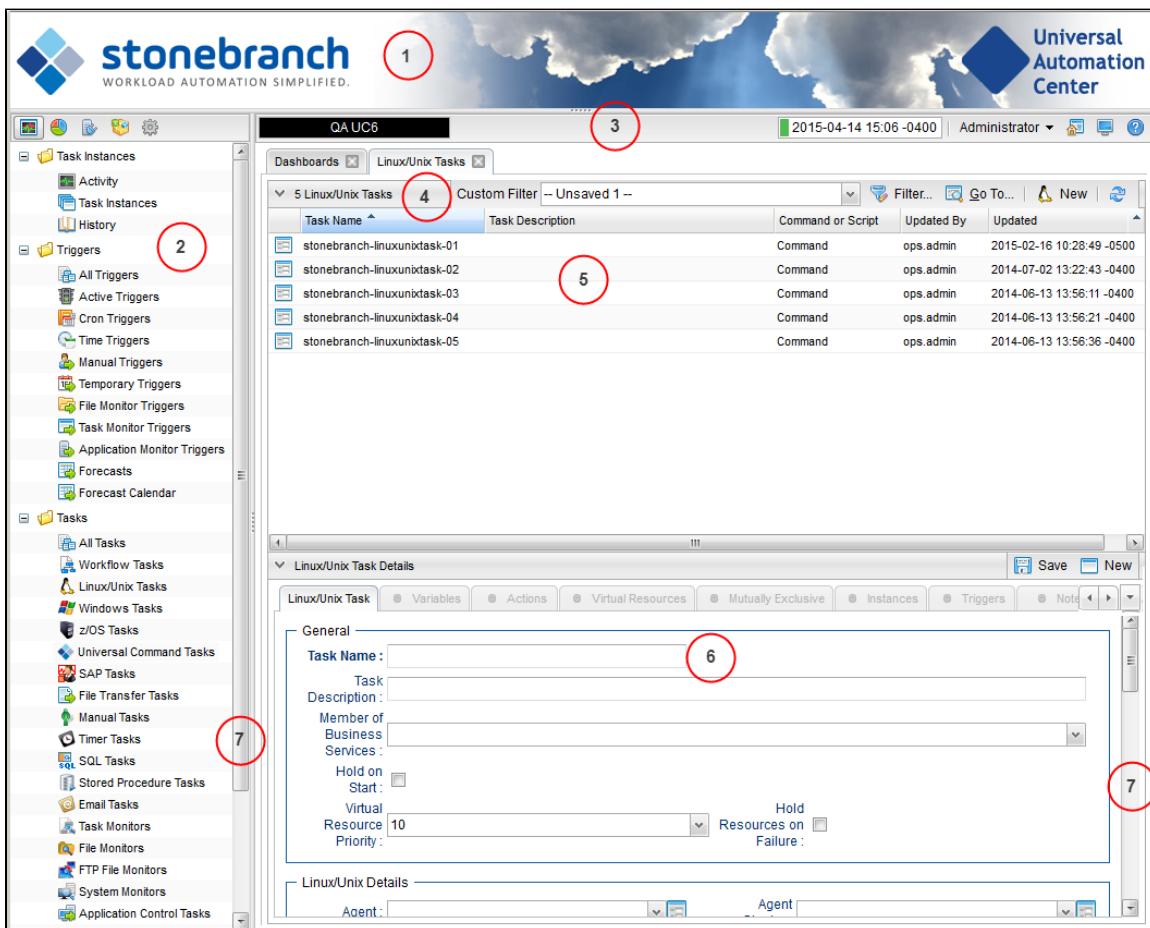 stonebranch
WORKLOAD AUTOMATION SIMPLIFIED.
1
Universal
Automation
Center
QA UC6
3
2015-04-14 15:06 -0400
Administrator
Task Instances
Activity
Task Instances
History
2
Triggers
All Triggers
Active Triggers
Cron Triggers
Time Triggers
Manual Triggers
Temporary Triggers
File Monitor Triggers
Task Monitor Triggers
Application Monitor Triggers
Forecasts
Forecast Calendar
Tasks
All Tasks
Workflow Tasks
Linux/Unix Tasks
Windows Tasks
z/OS Tasks
Universal Command Tasks
SAP Tasks
File Transfer Tasks
Manual Tasks
Timer Tasks
7
SQL Tasks
Stored Procedure Tasks
Email Tasks
Task Monitors
File Monitors
FTP File Monitors
System Monitors
Application Control Tasks
Dashboards
Linux/Unix Tasks
5 Linux/Unix Tasks
4
Custom Filter -- Unsaved 1 --
Filter...
Go To...
New
Task Name Task Description Command or Script Updated By Updated
stonebranch-linuxunixtask-01 Command ops.admin 2015-02-16 10:28:49 -0500
stonebranch-linuxunixtask-02 Command ops.admin 2014-07-02 13:22:43 -0400
5
stonebranch-linuxunixtask-03 Command ops.admin 2014-06-13 13:56:11 -0400
stonebranch-linuxunixtask-04 Command ops.admin 2014-06-13 13:56:21 -0400
stonebranch-linuxunixtask-05 Command ops.admin 2014-06-13 13:56:36 -0400
Linux/Unix Task Details
Save
New
Linux/Unix Task
Variables
Actions
Virtual Resources
Mutually Exclusive
Instances
Triggers
Note
General
Task Name :
6
Task
Description :
Member of
Business
Services :
Hold on
Start :
7
Virtual
Resource
Priority :
10
Hold
Resources on
Failure :
Linux/Unix Details
Agent :
Agent